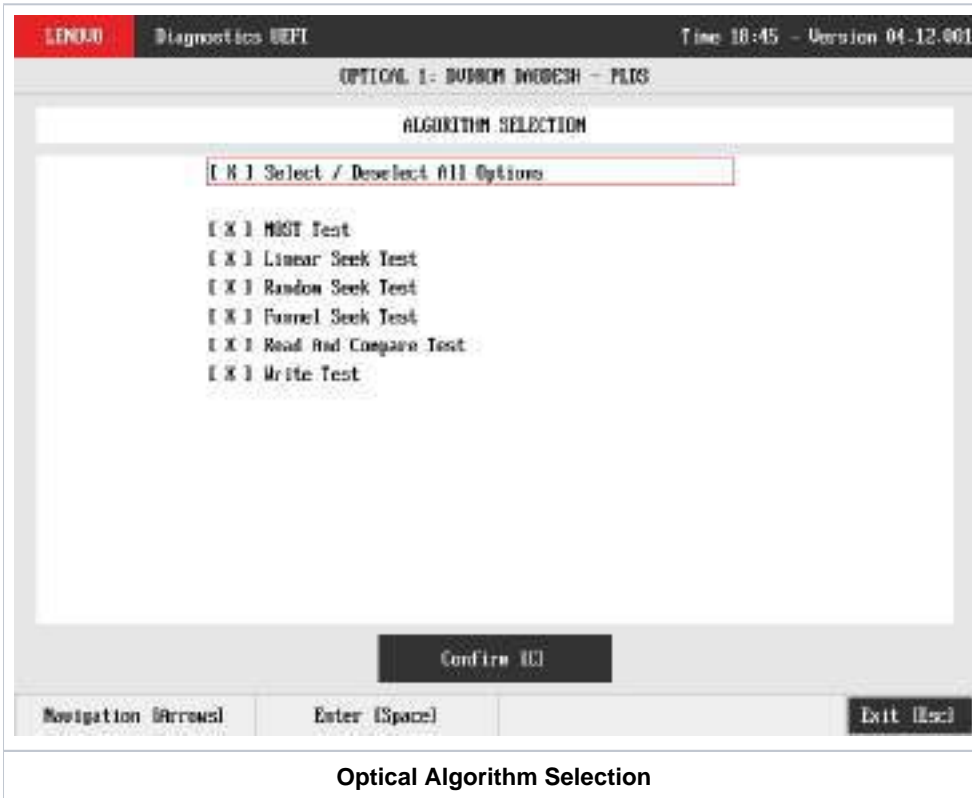 LENOVO Diagnostics UEFI Time 18:45 - Version 04.12.001
OPTICAL 1: DVDROM - PLDS
ALGORITHM SELECTION
[ X ] Select / Deselect All Options
[ X ] MOST Test
[ X ] Linear Seek Test
[ X ] Random Seek Test
[ X ] Funnel Seek Test
[ X ] Read And Compare Test
[ X ] Write Test
Confirm [C]
Navigation [Arrows] Enter [Space] Exit [Esc]
Optical Algorithm Selection